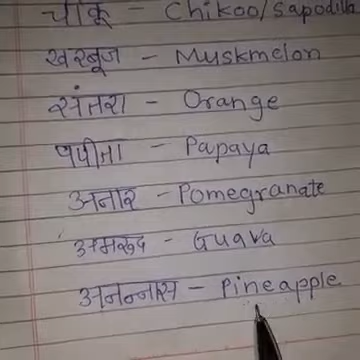 चीकू - Chikoo/Sapodilla
खरबूज - Muskmelon
संतरा - Orange
पपीता - Papaya
अनार - Pomegranate
अमरूद - Guava
अनन्नास - Pineapple